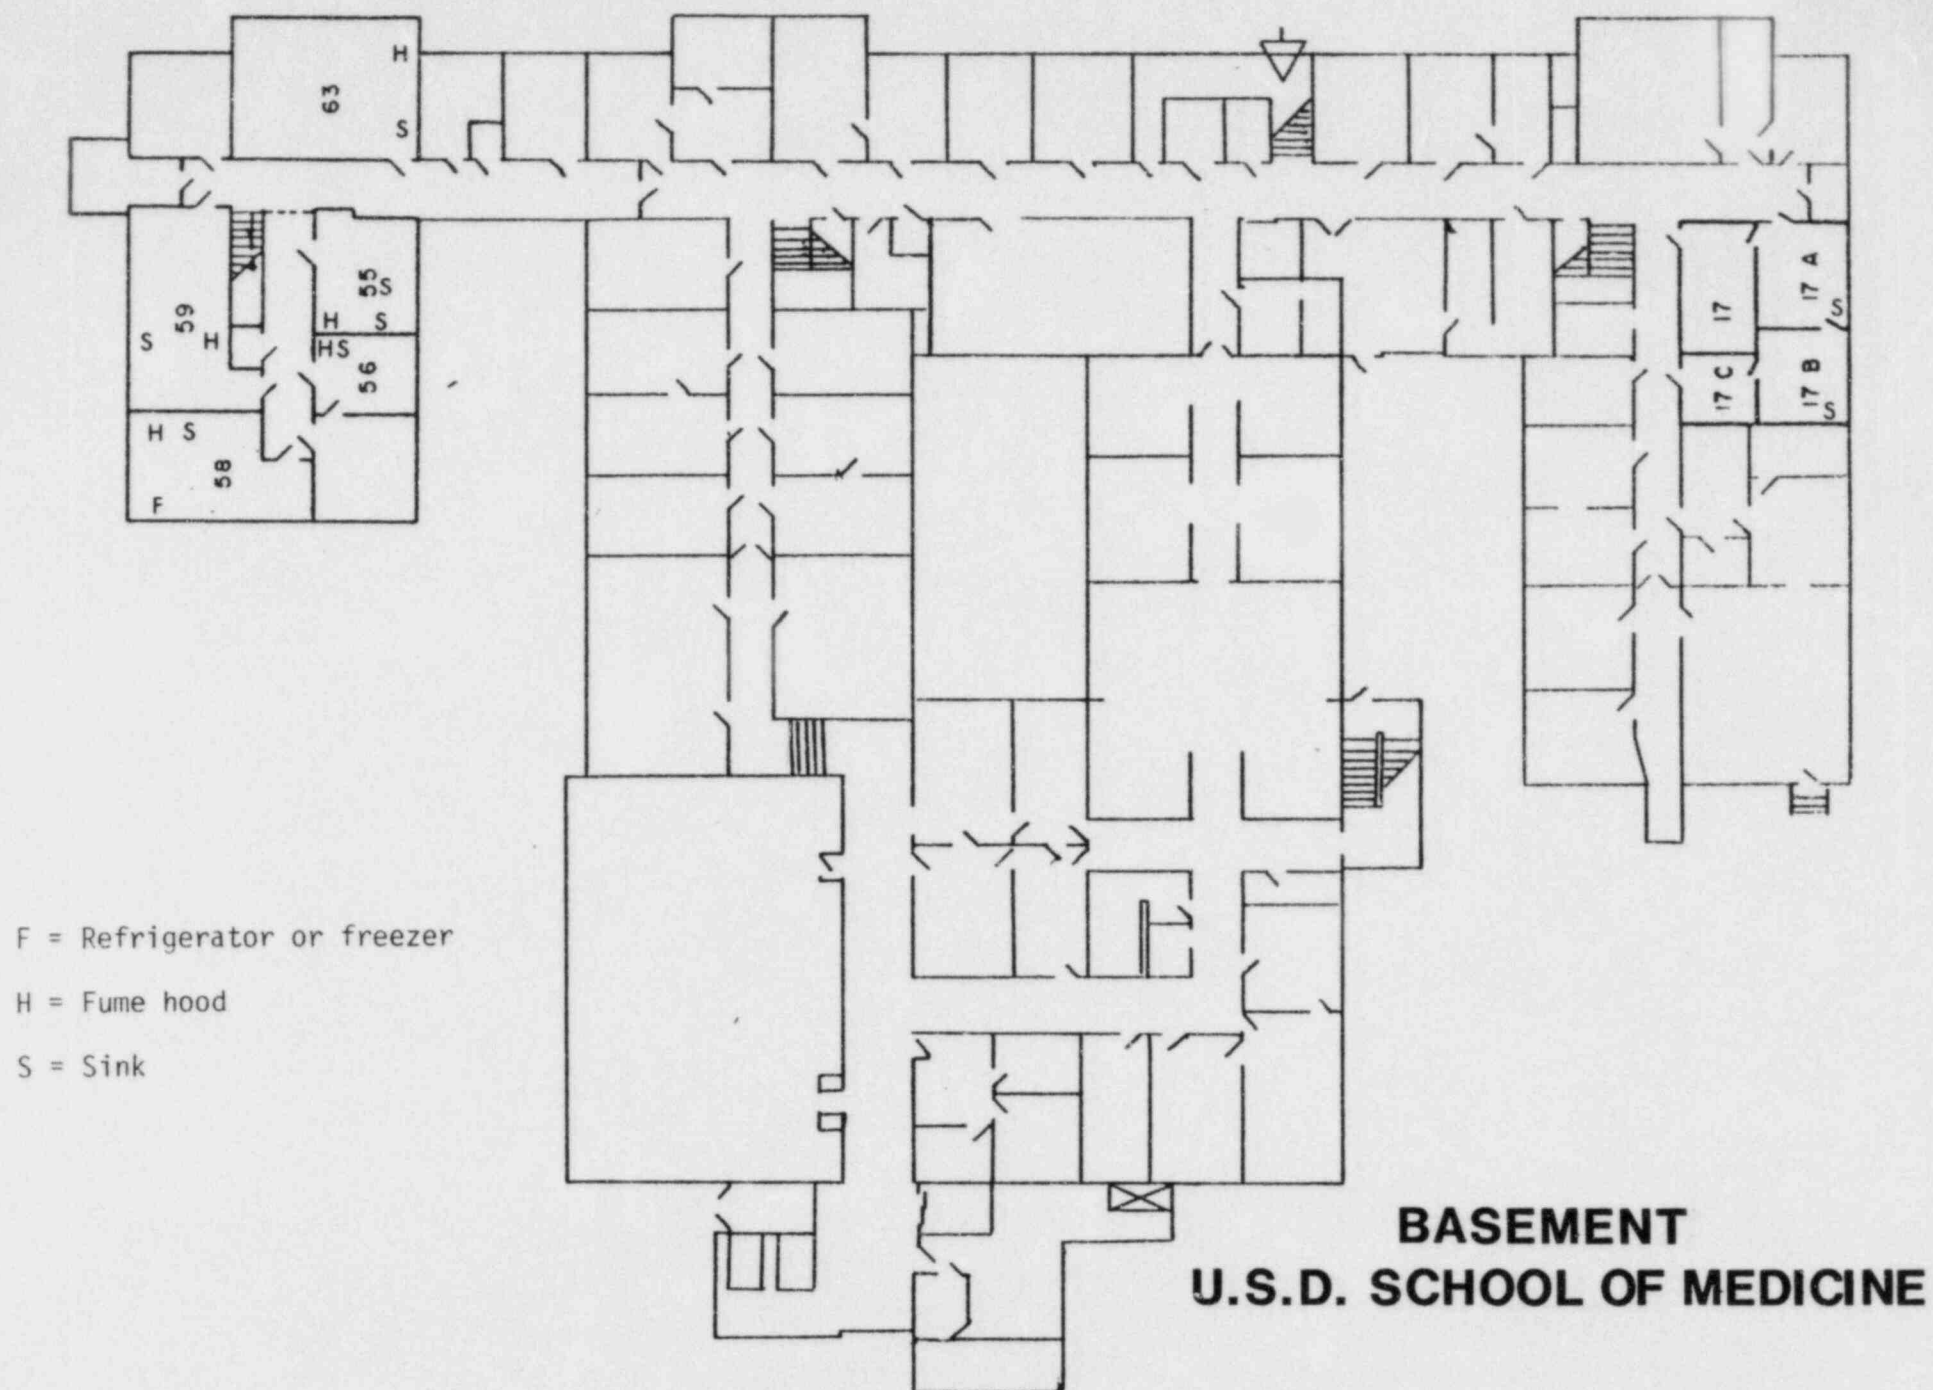 H
63
S
55
S
17 A
59
17
S
H
S
S
H
HS
56
17 C
17 B
S
H S
58
F
F = Refrigerator or freezer
H = Fume hood
S = Sink
BASEMENT
U.S.D. SCHOOL OF MEDICINE